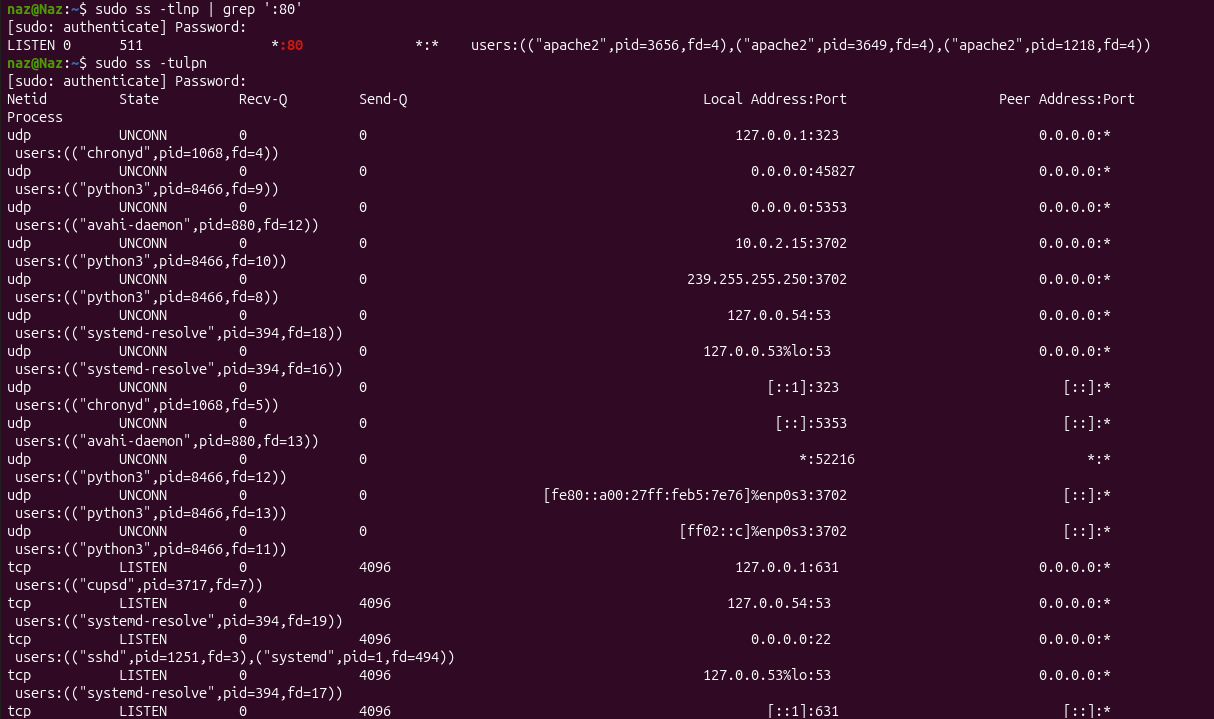 naz@Naz:~$ sudo ss -tlnp | grep ':80'
[sudo: authenticate] Password:
LISTEN 0      511                *:80              *:*    users:(("apache2",pid=3656,fd=4),("apache2",pid=3649,fd=4),("apache2",pid=1218,fd=4))
naz@Naz:~$ sudo ss -tulpn
[sudo: authenticate] Password:
Netid         State          Recv-Q         Send-Q                                     Local Address:Port                   Peer Address:Port
Process
udp           UNCONN         0              0                                              127.0.0.1:323                         0.0.0.0:*
 users:(("chronyd",pid=1068,fd=4))
udp           UNCONN         0              0                                                0.0.0.0:45827                       0.0.0.0:*
 users:(("python3",pid=8466,fd=9))
udp           UNCONN         0              0                                                0.0.0.0:5353                        0.0.0.0:*
 users:(("avahi-daemon",pid=880,fd=12))
udp           UNCONN         0              0                                              10.0.2.15:3702                        0.0.0.0:*
 users:(("python3",pid=8466,fd=10))
udp           UNCONN         0              0                                        239.255.255.250:3702                        0.0.0.0:*
 users:(("python3",pid=8466,fd=8))
udp           UNCONN         0              0                                             127.0.0.54:53                          0.0.0.0:*
 users:(("systemd-resolve",pid=394,fd=18))
udp           UNCONN         0              0                                          127.0.0.53%lo:53                          0.0.0.0:*
 users:(("systemd-resolve",pid=394,fd=16))
udp           UNCONN         0              0                                                  [::1]:323                            [::]:*
 users:(("chronyd",pid=1068,fd=5))
udp           UNCONN         0              0                                                   [::]:5353                           [::]:*
 users:(("avahi-daemon",pid=880,fd=13))
udp           UNCONN         0              0                                                      *:52216                             *:*
 users:(("python3",pid=8466,fd=12))
udp           UNCONN         0              0                      [fe80::a00:27ff:feb5:7e76]%enp0s3:3702                           [::]:*
 users:(("python3",pid=8466,fd=13))
udp           UNCONN         0              0                                       [ff02::c]%enp0s3:3702                           [::]:*
 users:(("python3",pid=8466,fd=11))
tcp           LISTEN         0              4096                                           127.0.0.1:631                         0.0.0.0:*
 users:(("cupsd",pid=3717,fd=7))
tcp           LISTEN         0              4096                                          127.0.0.54:53                          0.0.0.0:*
 users:(("systemd-resolve",pid=394,fd=19))
tcp           LISTEN         0              4096                                             0.0.0.0:22                          0.0.0.0:*
 users:(("sshd",pid=1251,fd=3),("systemd",pid=1,fd=494))
tcp           LISTEN         0              4096                                       127.0.0.53%lo:53                          0.0.0.0:*
 users:(("systemd-resolve",pid=394,fd=17))
tcp           LISTEN         0              4096                                               [::1]:631                            [::]:*